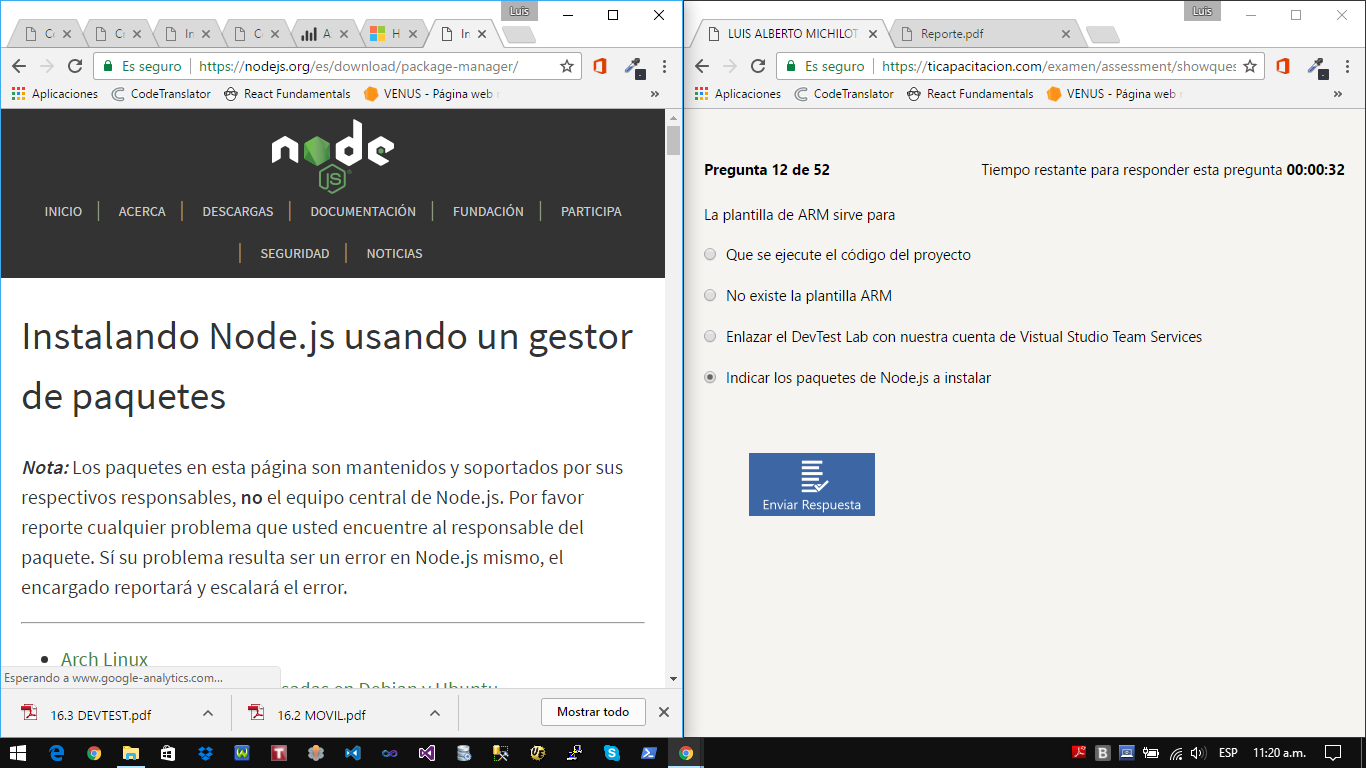 Luis
C
C
In
C
A
H
In
Es seguro
https://nodejs.org/es/download/package-manager/
Aplicaciones
CodeTranslator
React Fundamentals
VENUS - Página web
»
node
JS
INICIO
ACERCA
DESCARGAS
DOCUMENTACIÓN
FUNDACIÓN
PARTICIPA
SEGURIDAD
NOTICIAS
Instalando Node.js usando un gestor
de paquetes
Nota: Los paquetes en esta página son mantenidos y soportados por sus
respectivos responsables, no el equipo central de Node.js. Por favor
reporte cualquier problema que usted encuentre al responsable del
paquete. Sí su problema resulta ser un error en Node.js mismo, el
encargado reportará y escalará el error.
Arch Linux
en Debian y Ubuntu
Esperando a www.google-analytics.com...
16.3 DEVTEST.pdf
16.2 MOVIL.pdf
Mostrar todo
Luis
LUIS ALBERTO MICHILOT
Reporte.pdf
Es seguro
https://ticapacitacion.com/examen/assessment/showques
Aplicaciones
CodeTranslator
React Fundamentals
VENUS - Página web
»
Pregunta 12 de 52
Tiempo restante para responder esta pregunta 00:00:32
La plantilla de ARM sirve para
Que se ejecute el código del proyecto
No existe la plantilla ARM
Enlazar el DevTest Lab con nuestra cuenta de Vistual Studio Team Services
Indicar los paquetes de Node.js a instalar
Enviar Respuesta
ESP
11:20 a.m.